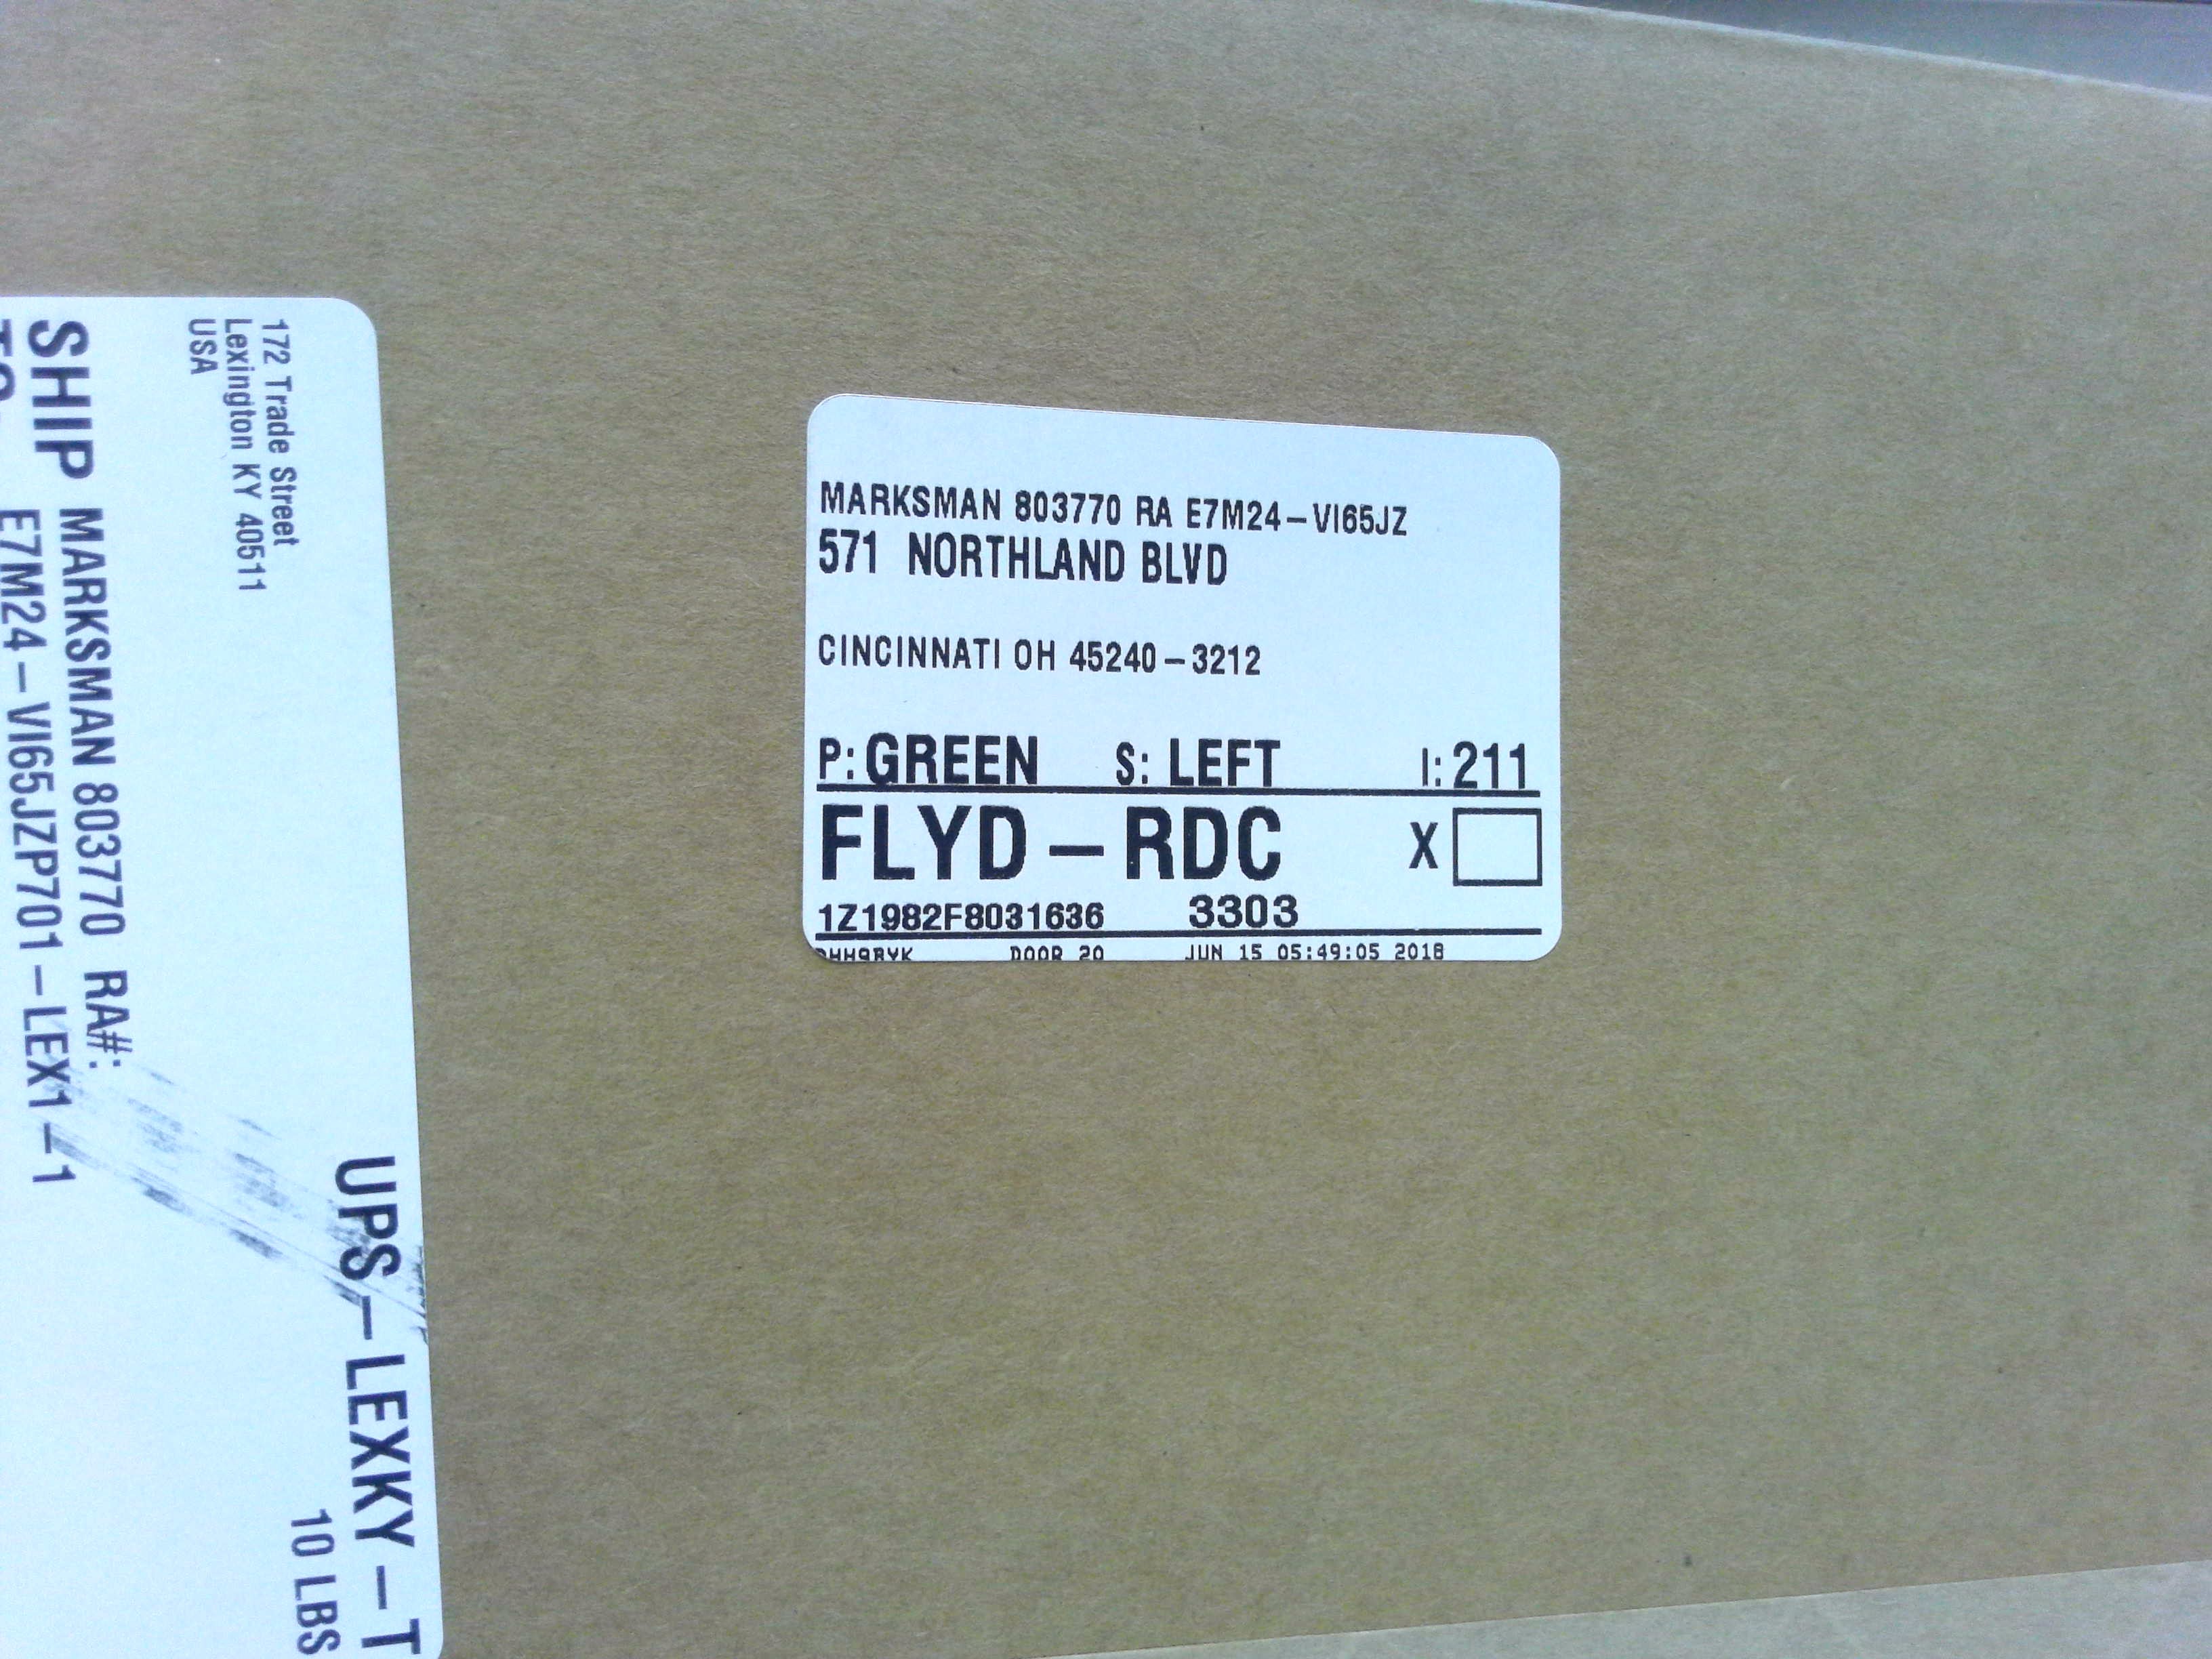 172 Trade Street
Lexington KY 40511
USA
UPS-LEXKY-T
10 LBS
SHIP MARKSMAN 803770 RA#:
E7M24-VI65JZP701-LEX1-1
MARKSMAN 803770 RA E7M24-VI65JZ
571 NORTHLAND BLVD
CINCINNATI OH 45240-3212
P: GREEN S: LEFT I: 211
FLYD-RDC X
1Z1982F8031636 3303
DOOR 20 JUN 15 05:49:05 2018